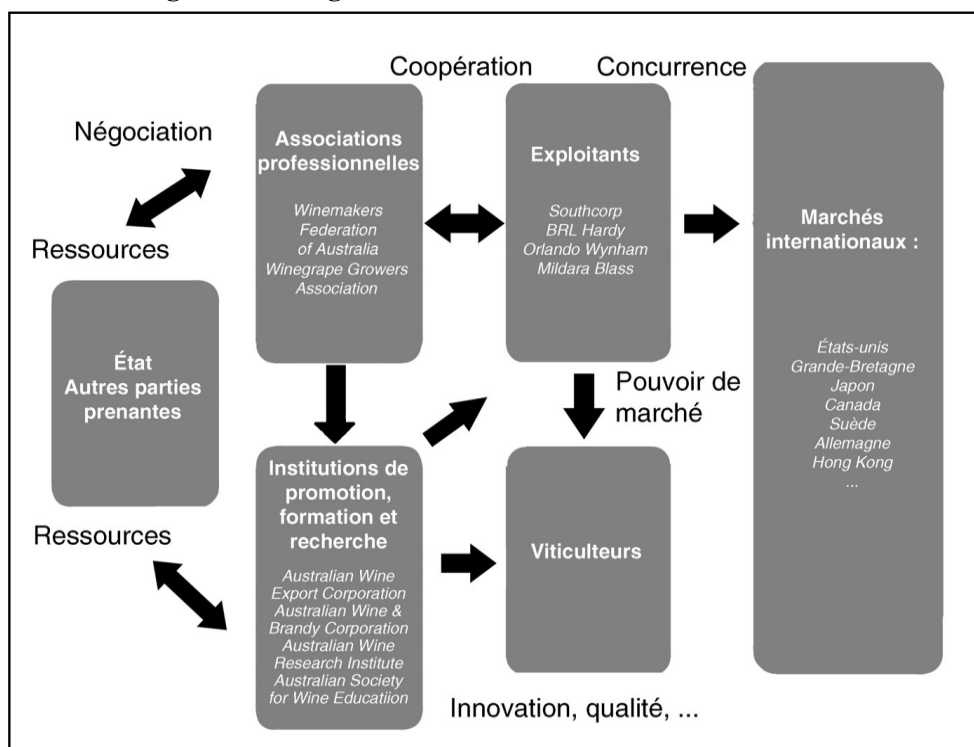 Coopération
Concurrence
Négociation
Ressources
Associations
professionnelles
Winemakers
Federation
of Australia
Winegrape Growers
Association
Exploitants
Southcorp
BRL Hardy
Orlando Wynham
Mildara Blass
Marchés
internationaux :
États-unis
Grande-Bretagne
Japon
Canada
Suède
Allemagne
Hong Kong
...
État
Autres parties
prenantes
Pouvoir de
marché
Ressources
Institutions de
promotion,
formation et
recherche
Australian Wine
Export Corporation
Australian Wine &
Brandy Corporation
Australian Wine
Research Institute
Australian Society
for Wine Educatiion
Viticulteurs
Innovation, qualité, ...